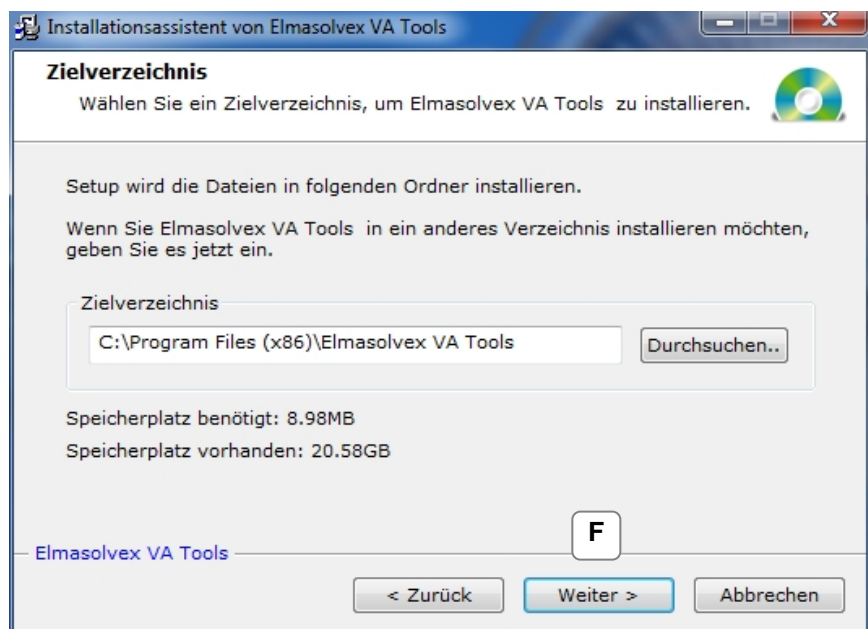 Installationsassistent von Elmasolvex VA Tools
Zielverzeichnis
Wählen Sie ein Zielverzeichnis, um Elmasolvex VA Tools zu installieren.
Setup wird die Dateien in folgenden Ordner installieren.
Wenn Sie Elmasolvex VA Tools in ein anderes Verzeichnis installieren möchten,
geben Sie es jetzt ein.
Zielverzeichnis
C:\Program Files (x86)\Elmasolvex VA Tools
Durchsuchen..
Speicherplatz benötigt: 8.98MB
Speicherplatz vorhanden: 20.58GB
F
Elmasolvex VA Tools
< Zurück
Weiter >
Abbrechen